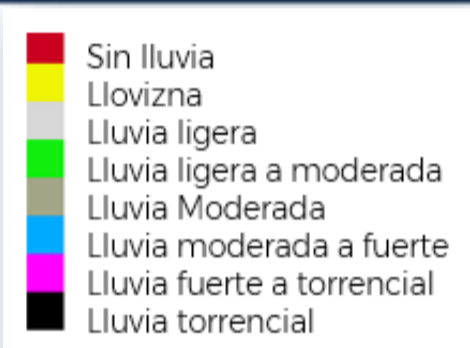 Sin lluvia
Llovizna
Lluvia ligera
Lluvia ligera a moderada
Lluvia Moderada
Lluvia moderada a fuerte
Lluvia fuerte a torrencial
Lluvia torrencial